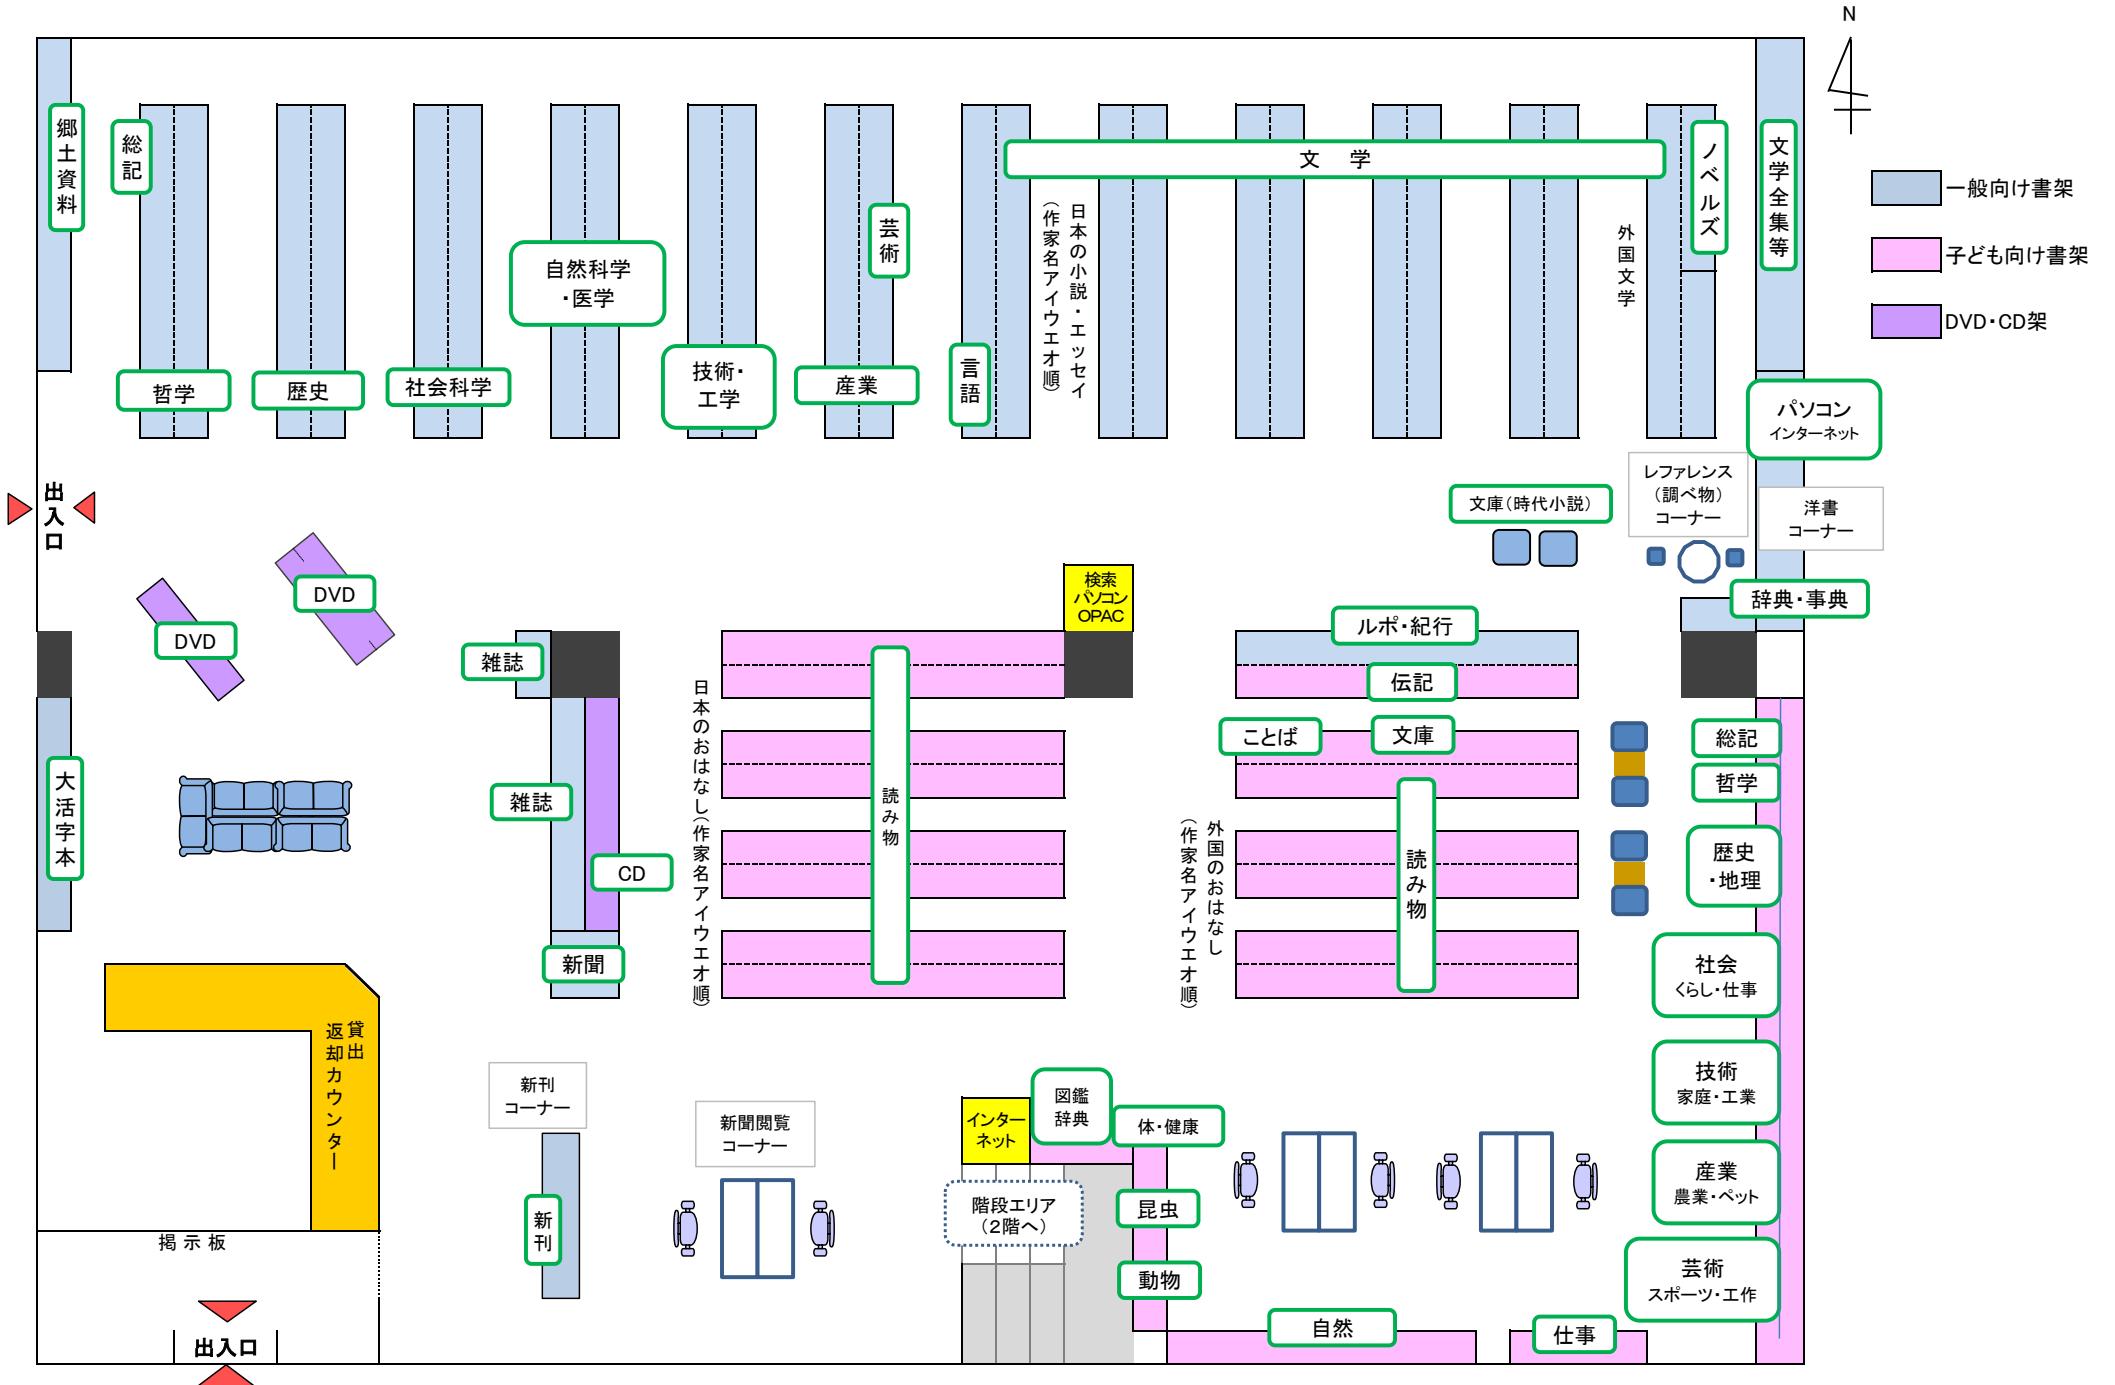 N
郷土資料
総記
文　学
ノベルズ
文学全集等
一般向け書架
芸術
日本の小説・エッセイ
（作家名アイウエオ順）
外国文学
子ども向け書架
自然科学
・医学
DVD・CD架
哲学
歴史
社会科学
技術・
工学
産業
言語
パソコン
インターネット
出入口
文庫（時代小説）
レファレンス
（調べ物）
コーナー
洋書
コーナー
DVD
DVD
検索
パソコン
OPAC
辞典・事典
ルポ・紀行
雑誌
伝記
日本のおはなし（作家名アイウエオ順）
ことば
文庫
総記
哲学
大活字本
雑誌
読み物
外国のおはなし
（作家名アイウエオ順）
読み物
歴史
・地理
CD
新聞
社会
くらし・仕事
貸出
返却カウンター
新刊
コーナー
新聞閲覧
コーナー
インター
ネット
図鑑
辞典
体・健康
技術
家庭・工業
産業
農業・ペット
新刊
階段エリア
（2階へ）
昆虫
動物
芸術
スポーツ・工作
掲示板
自然
仕事
出入口